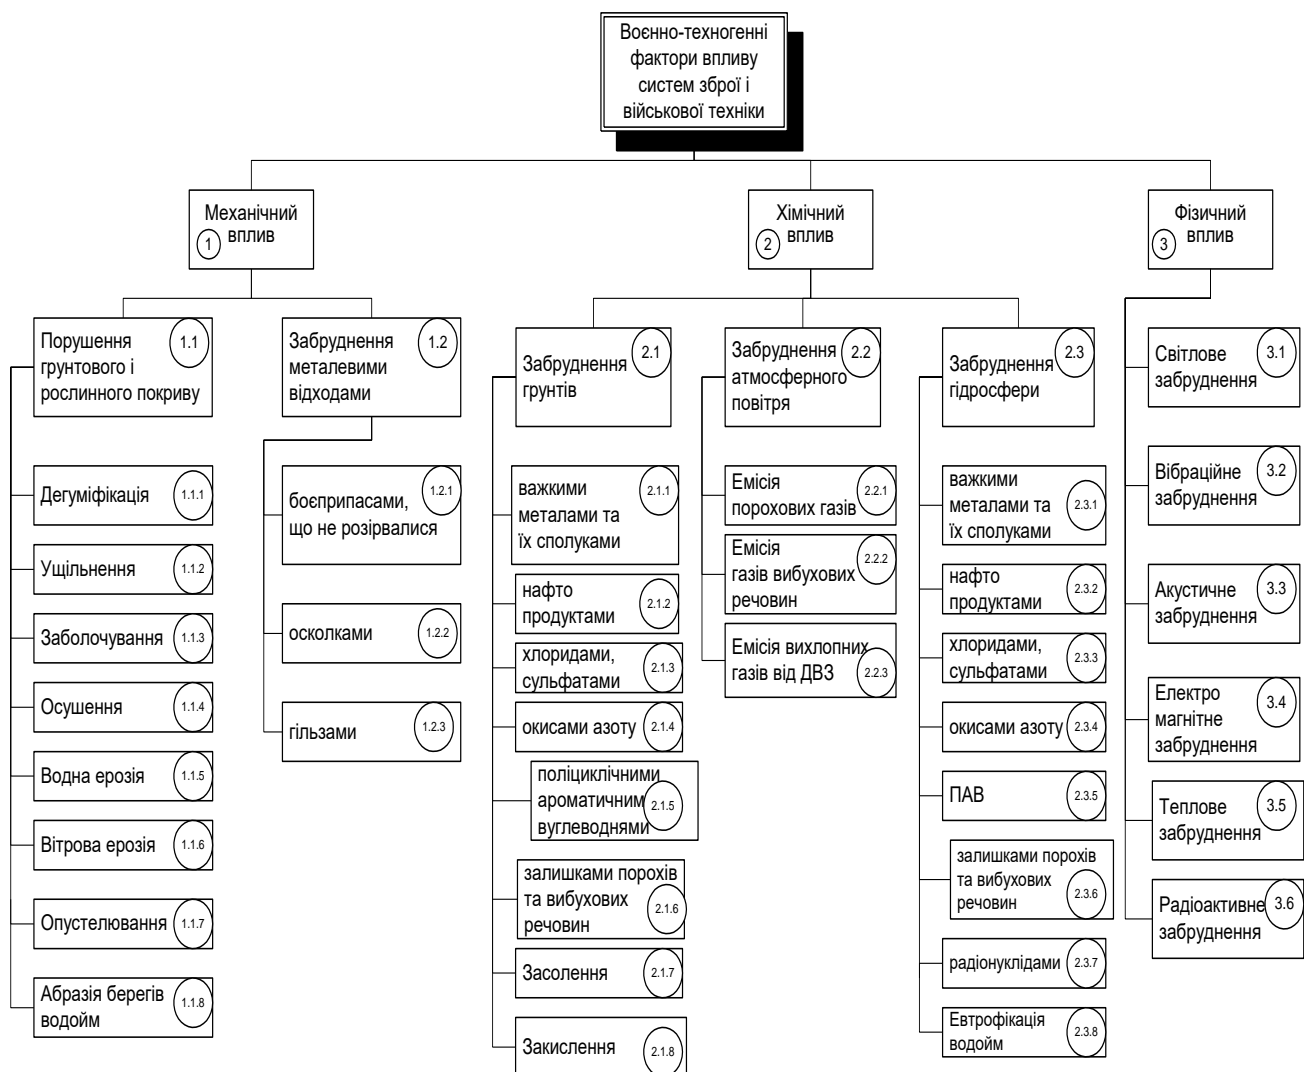 Воєнно-техногенні
фактори впливу
систем зброї і
військової техніки
Механічний
вплив
1
Хімічний
вплив
2
Фізичний
вплив
3
Порушення
грунтового і
рослинного покриву
1.1
Дегуміфікація
1.1.1
Ущільнення
1.1.2
Заболочування
1.1.3
Осушення
1.1.4
Водна ерозія
1.1.5
Вітрова ерозія
1.1.6
Опустелювання
1.1.7
Абразія берегів
водойм
1.1.8
Забруднення
металевими
відходами
1.2
боєприпасами,
що не розірвалися
1.2.1
осколками
1.2.2
гільзами
1.2.3
Забруднення
грунтів
2.1
важкими
металами та
їх сполуками
2.1.1
нафто
продуктами
2.1.2
хлоридами,
сульфатами
2.1.3
окисами азоту
2.1.4
поліциклічними
ароматичним
вуглеводнями
2.1.5
залишками порохів
та вибухових
речовин
2.1.6
Засолення
2.1.7
Закислення
2.1.8
Забруднення
атмосферного
повітря
2.2
Емісія
порохових газів
2.2.1
Емісія
газів вибухових
речовин
2.2.2
Емісія вихлопних
газів від ДВЗ
2.2.3
Забруднення
гідросфери
2.3
важкими
металами та
їх сполуками
2.3.1
нафто
продуктами
2.3.2
хлоридами,
сульфатами
2.3.3
окисами азоту
2.3.4
ПАВ
2.3.5
залишками порохів
та вибухових
речовин
2.3.6
радіонуклідами
2.3.7
Евтрофікація
водойм
2.3.8
Світлове
забруднення
3.1
Вібраційне
забруднення
3.2
Акустичне
забруднення
3.3
Електро
магнітне
забруднення
3.4
Теплове
забруднення
3.5
Радіоактивне
забруднення
3.6